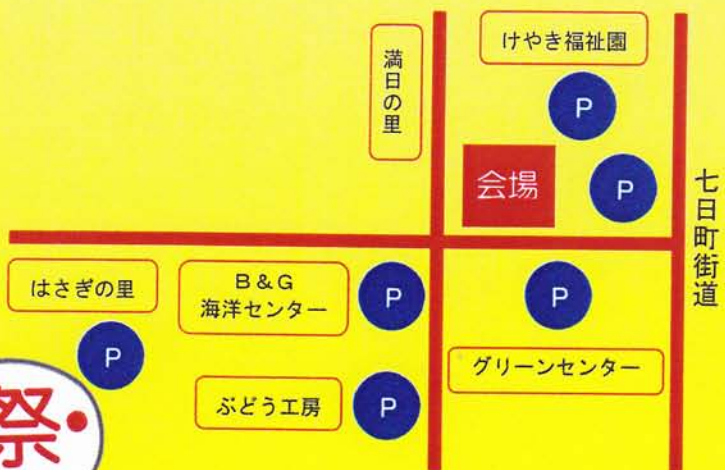 けやき福祉園
満日の里
P
会場
P
七日町街道
はさぎの里
B&G
海洋センター
P
P
P
グリーンセンター
ぶどう工房
P
祭・